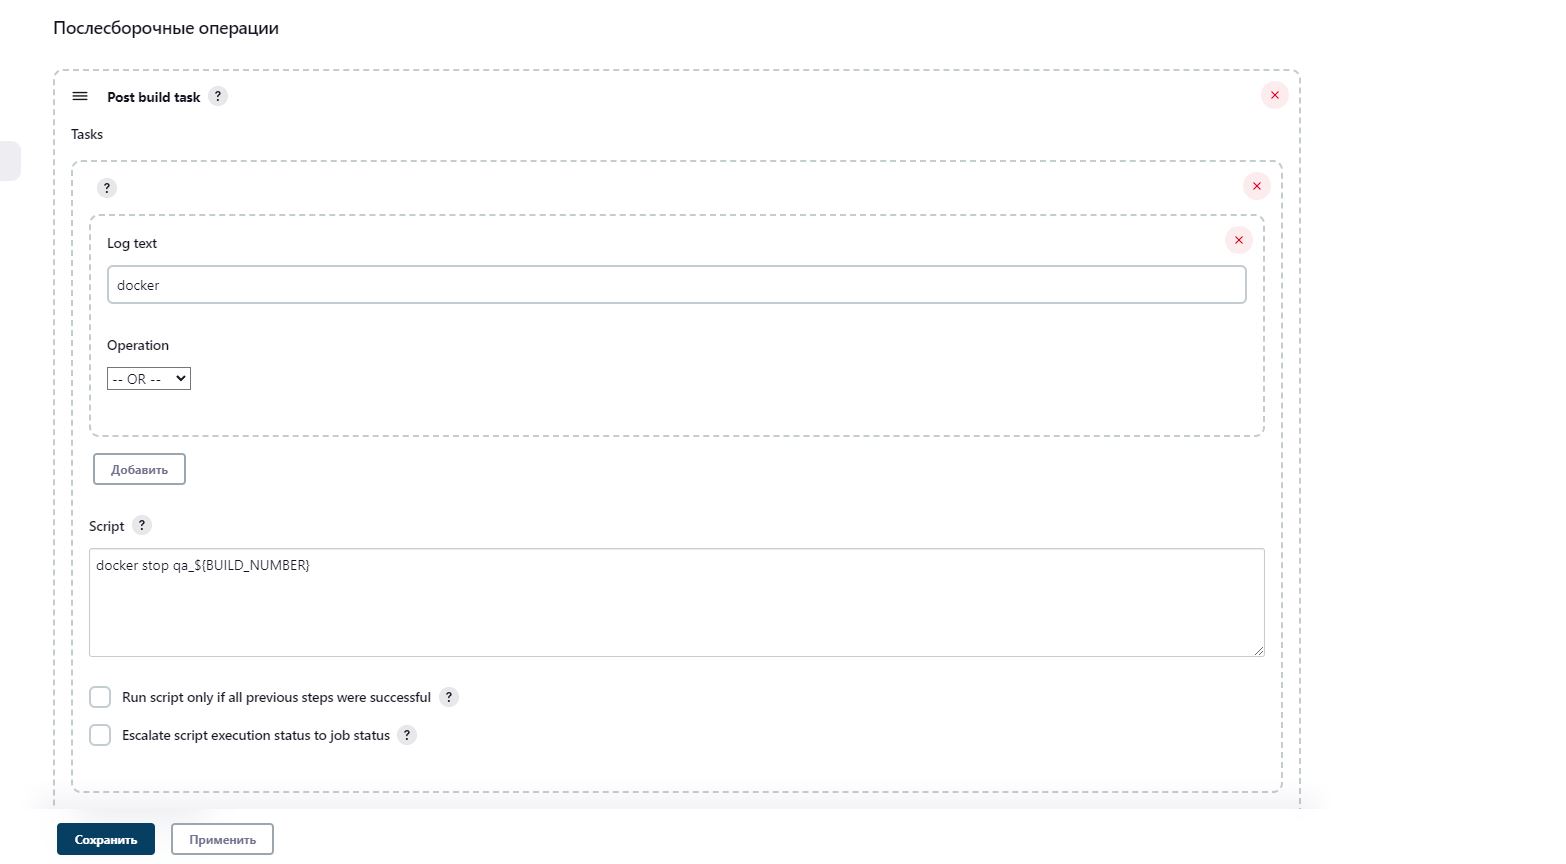 Послесборочные операции
Post build task ?
Tasks
?
Log text
docker
Operation
-- OR --
Добавить
Script ?
docker stop qa_${BUILD_NUMBER}
Run script only if all previous steps were successful ?
Escalate script execution status to job status ?
Сохранить Применить